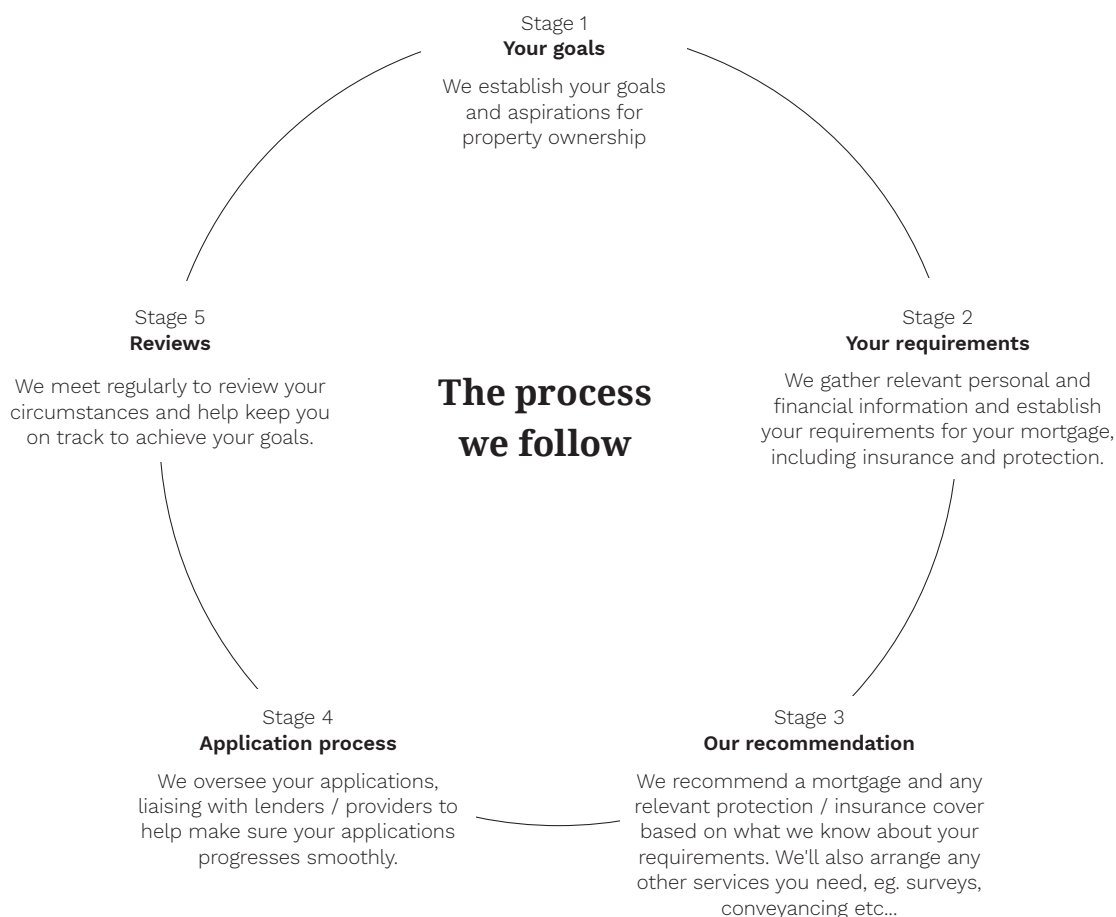 Stage 1
Your goals
We establish your goals
and aspirations for
property ownership
Stage 2
Your requirements
We gather relevant personal and
financial information and establish
your requirements for your mortgage,
including insurance and protection.
Stage 3
Our recommendation
We recommend a mortgage and any
relevant protection / insurance cover
based on what we know about your
requirements. We'll also arrange any
other services you need, eg. surveys,
conveyancing etc...
Stage 4
Application process
We oversee your applications,
liaising with lenders / providers to
help make sure your applications
progresses smoothly.
Stage 5
Reviews
We meet regularly to review your
circumstances and help keep you
on track to achieve your goals.
The process
we follow